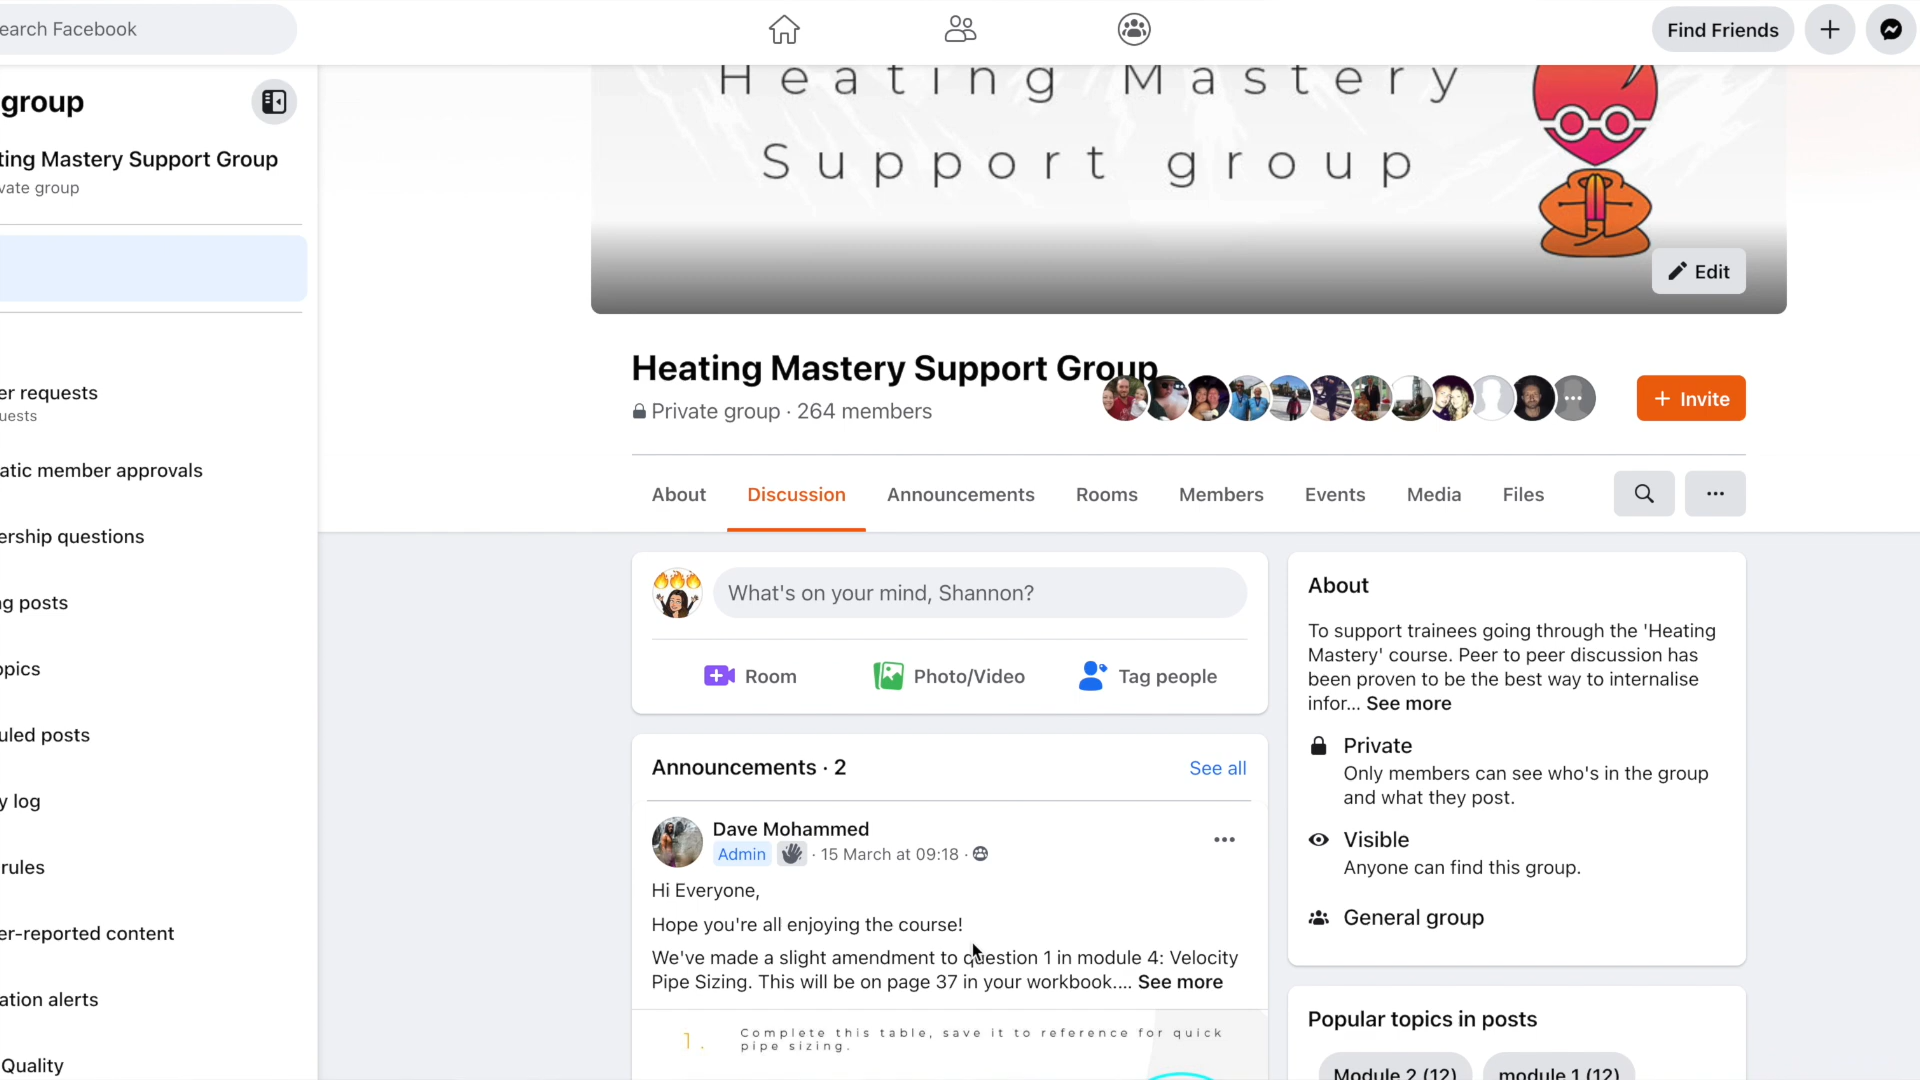 earch Facebook
Find Friends
group
ting Mastery Support Group
vate group
er requests
uests
atic member approvals
ership questions
g posts
opics
uled posts
y log
rules
er-reported content
ation alerts
Quality
Heating Mastery
Support group
Edit
Heating Mastery Support Group
Private group · 264 members
+ Invite
About Discussion Announcements Rooms Members Events Media Files
What's on your mind, Shannon?
Room Photo/Video Tag people
Announcements · 2 See all
Dave Mohammed
Admin · 15 March at 09:18 ·
Hi Everyone,
Hope you're all enjoying the course!
We've made a slight amendment to question 1 in module 4: Velocity
Pipe Sizing. This will be on page 37 in your workbook.... See more
1. Complete this table, save it to reference for quick
pipe sizing.
About
To support trainees going through the 'Heating
Mastery' course. Peer to peer discussion has
been proven to be the best way to internalise
infor... See more
Private
Only members can see who's in the group
and what they post.
Visible
Anyone can find this group.
General group
Popular topics in posts
Module 2 (12) module 1 (12)